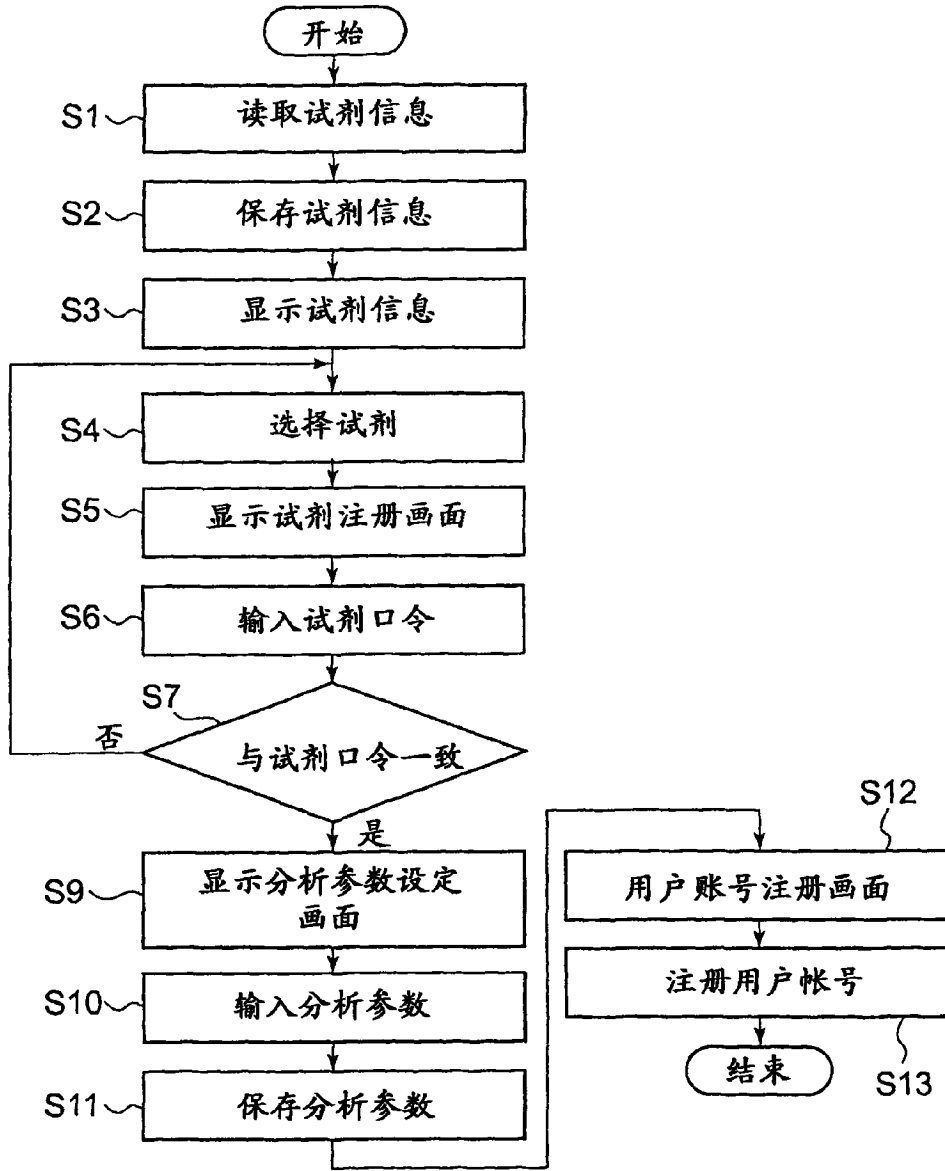 开始
S1
读取试剂信息
S2
保存试剂信息
S3
显示试剂信息
S4
选择试剂
S5
显示试剂注册画面
S6
输入试剂口令
S7
否
与试剂口令一致
是
S9
显示分析参数设定
画面
S10
输入分析参数
S11
保存分析参数
S12
用户账号注册画面
注册用户帐号
S13
结束